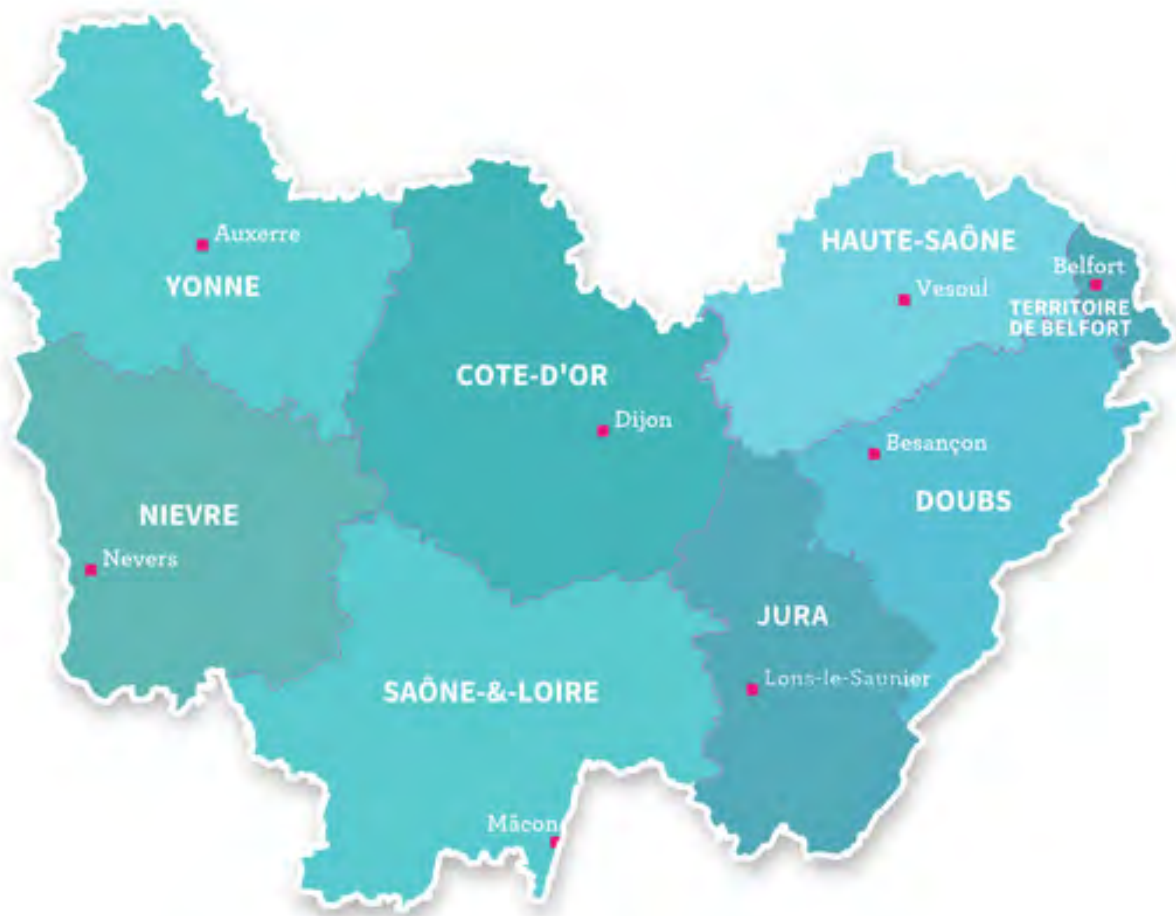 Auxerre
YONNE
HAUTE-SAÔNE
Belfort
Vesoul
TERRITOIRE
DE BELFORT
COTE-D'OR
Dijon
Besançon
DOUBS
NIEVRE
Nevers
JURA
Lons-le-Saunier
SAÔNE-&-LOIRE
Mâcon